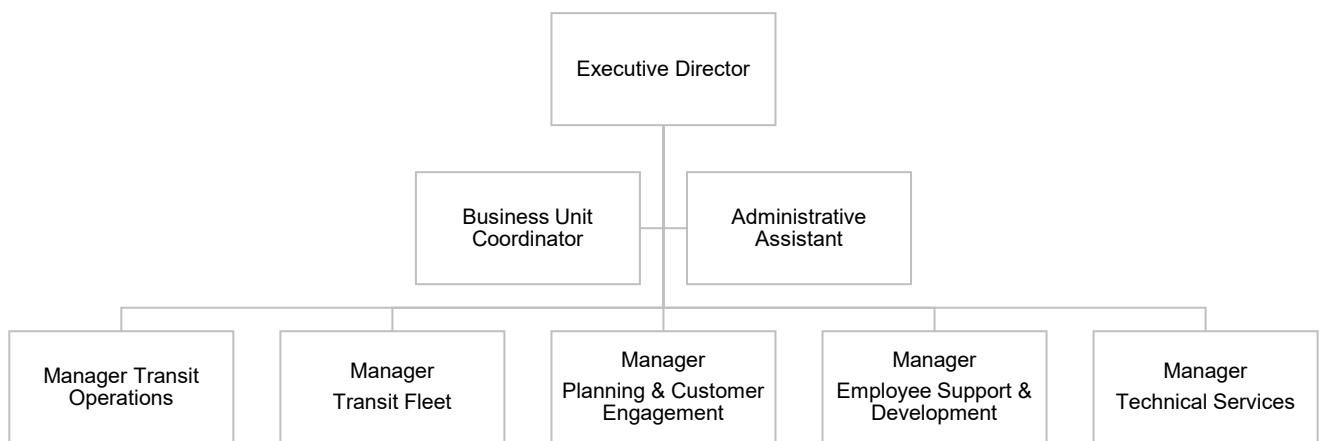 Executive Director
Business Unit
Coordinator
Administrative
Assistant
Manager Transit
Operations
Manager
Transit Fleet
Manager
Planning & Customer
Engagement
Manager
Employee Support &
Development
Manager
Technical Services